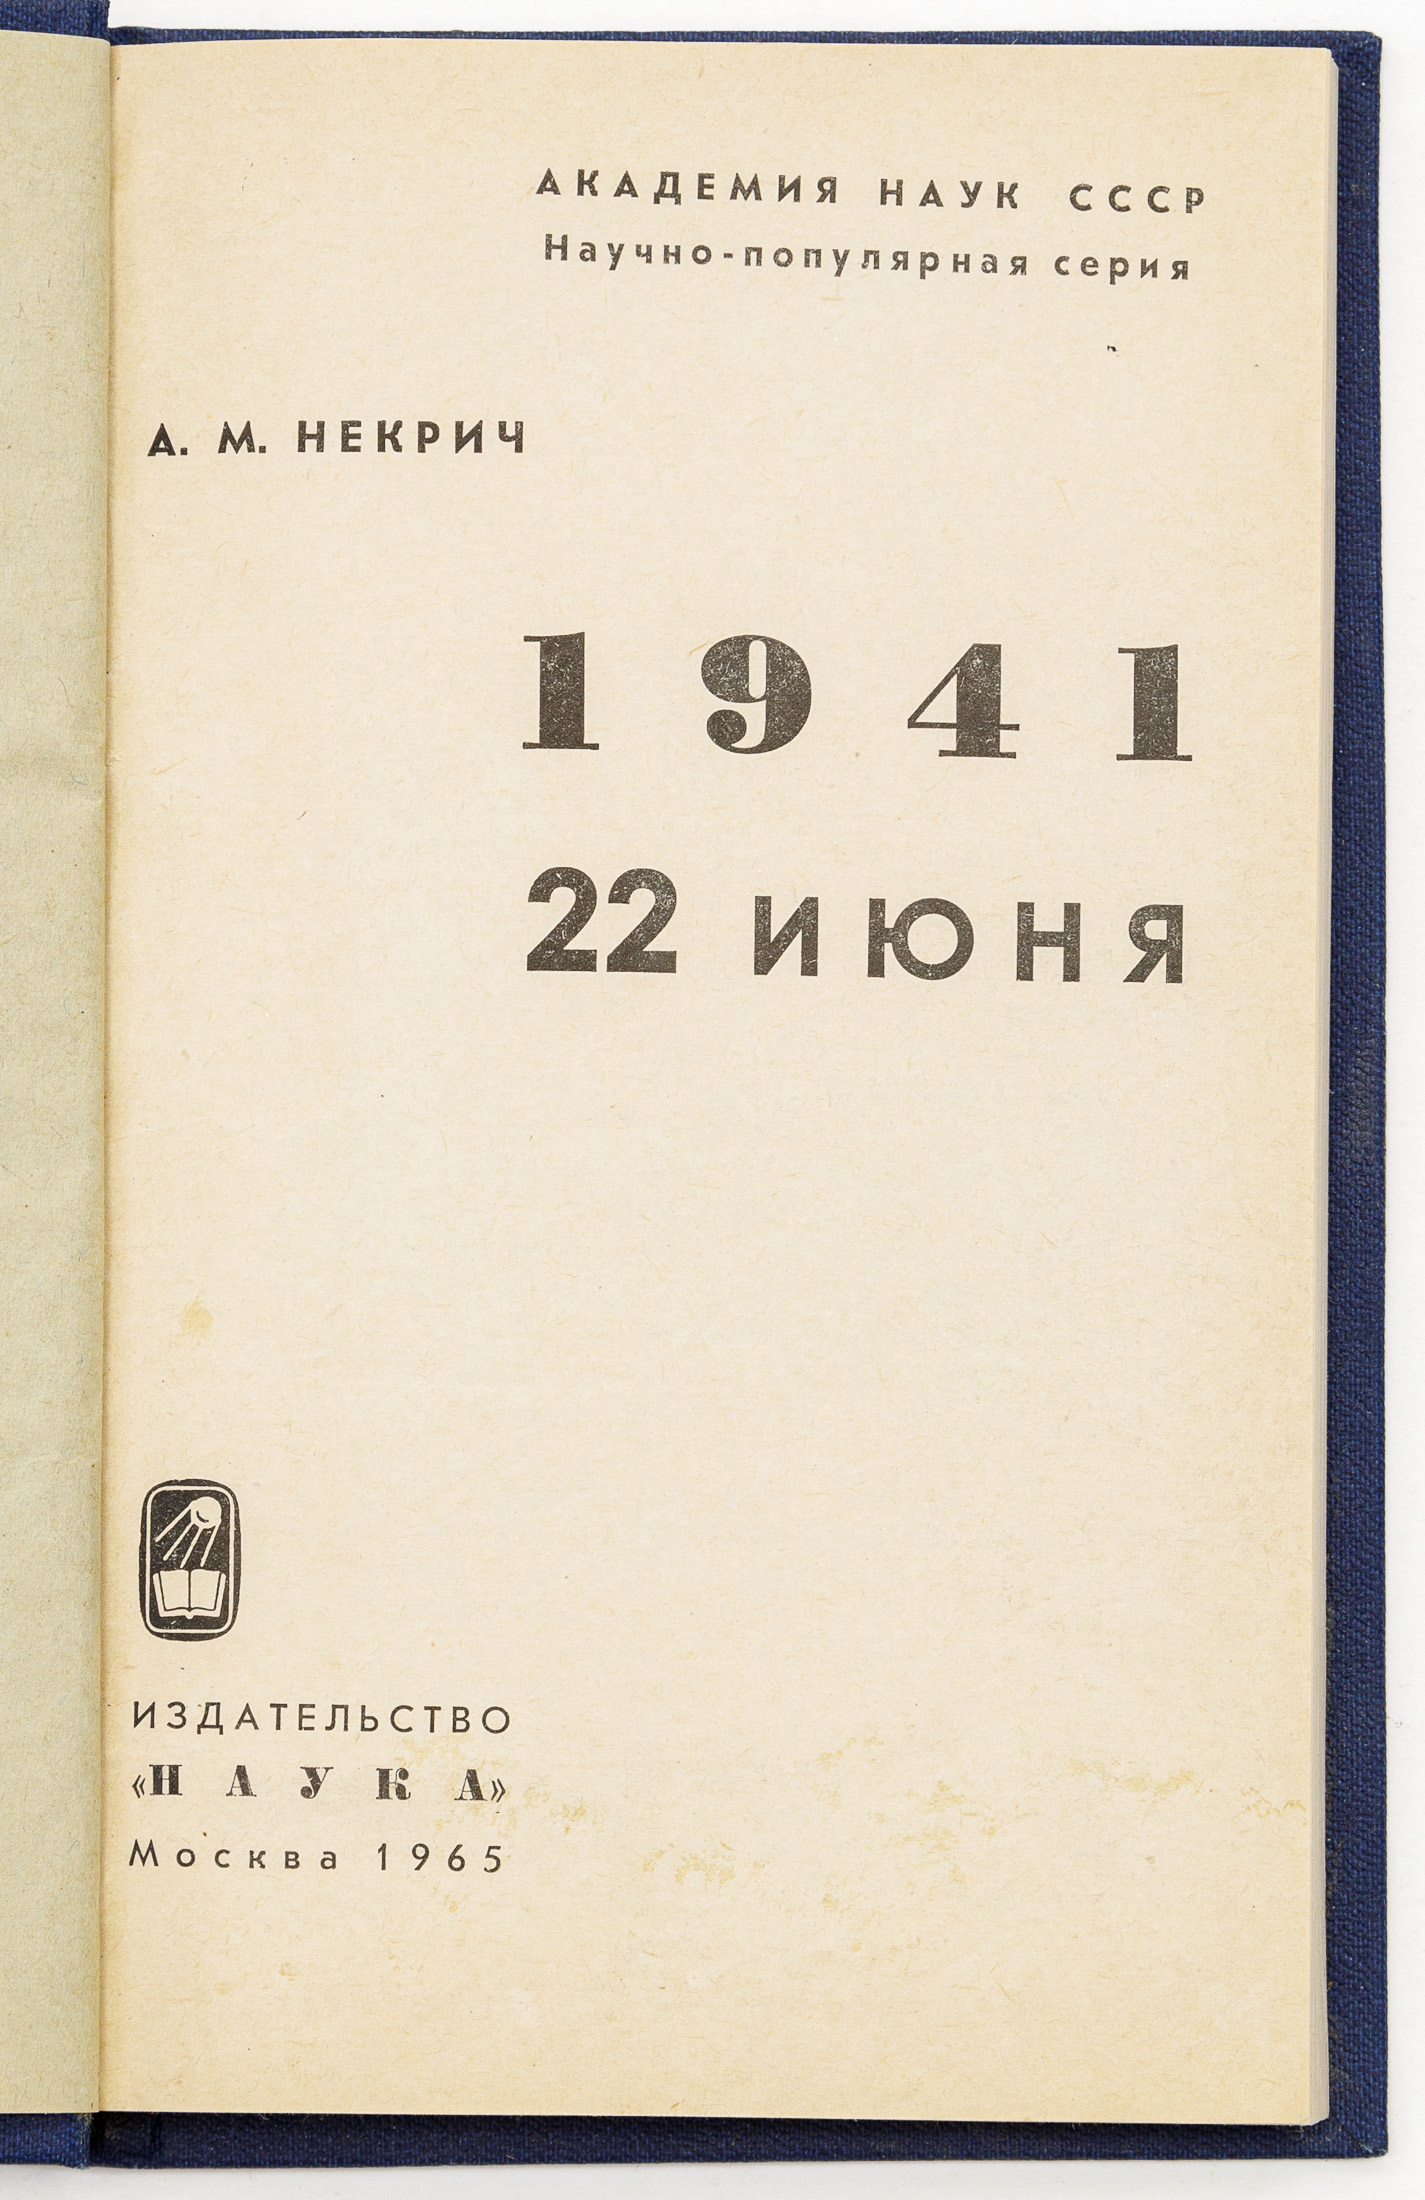 АКАДЕМИЯ НАУК СССР
Научно-популярная серия
А. М. НЕКРИЧ
1941
22 ИЮНЯ
ИЗДАТЕЛЬСТВО
«НАУКА»
Москва 1965